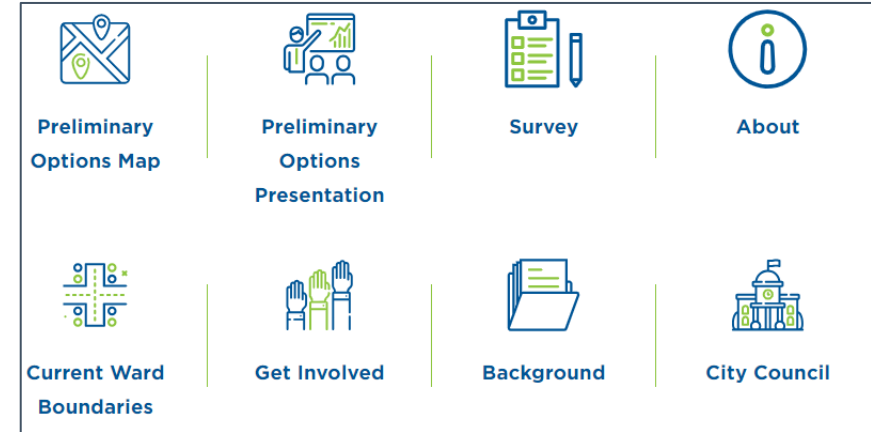 Preliminary
Options Map
Preliminary
Options
Presentation
Survey
About
Current Ward
Boundaries
Get Involved
Background
City Council